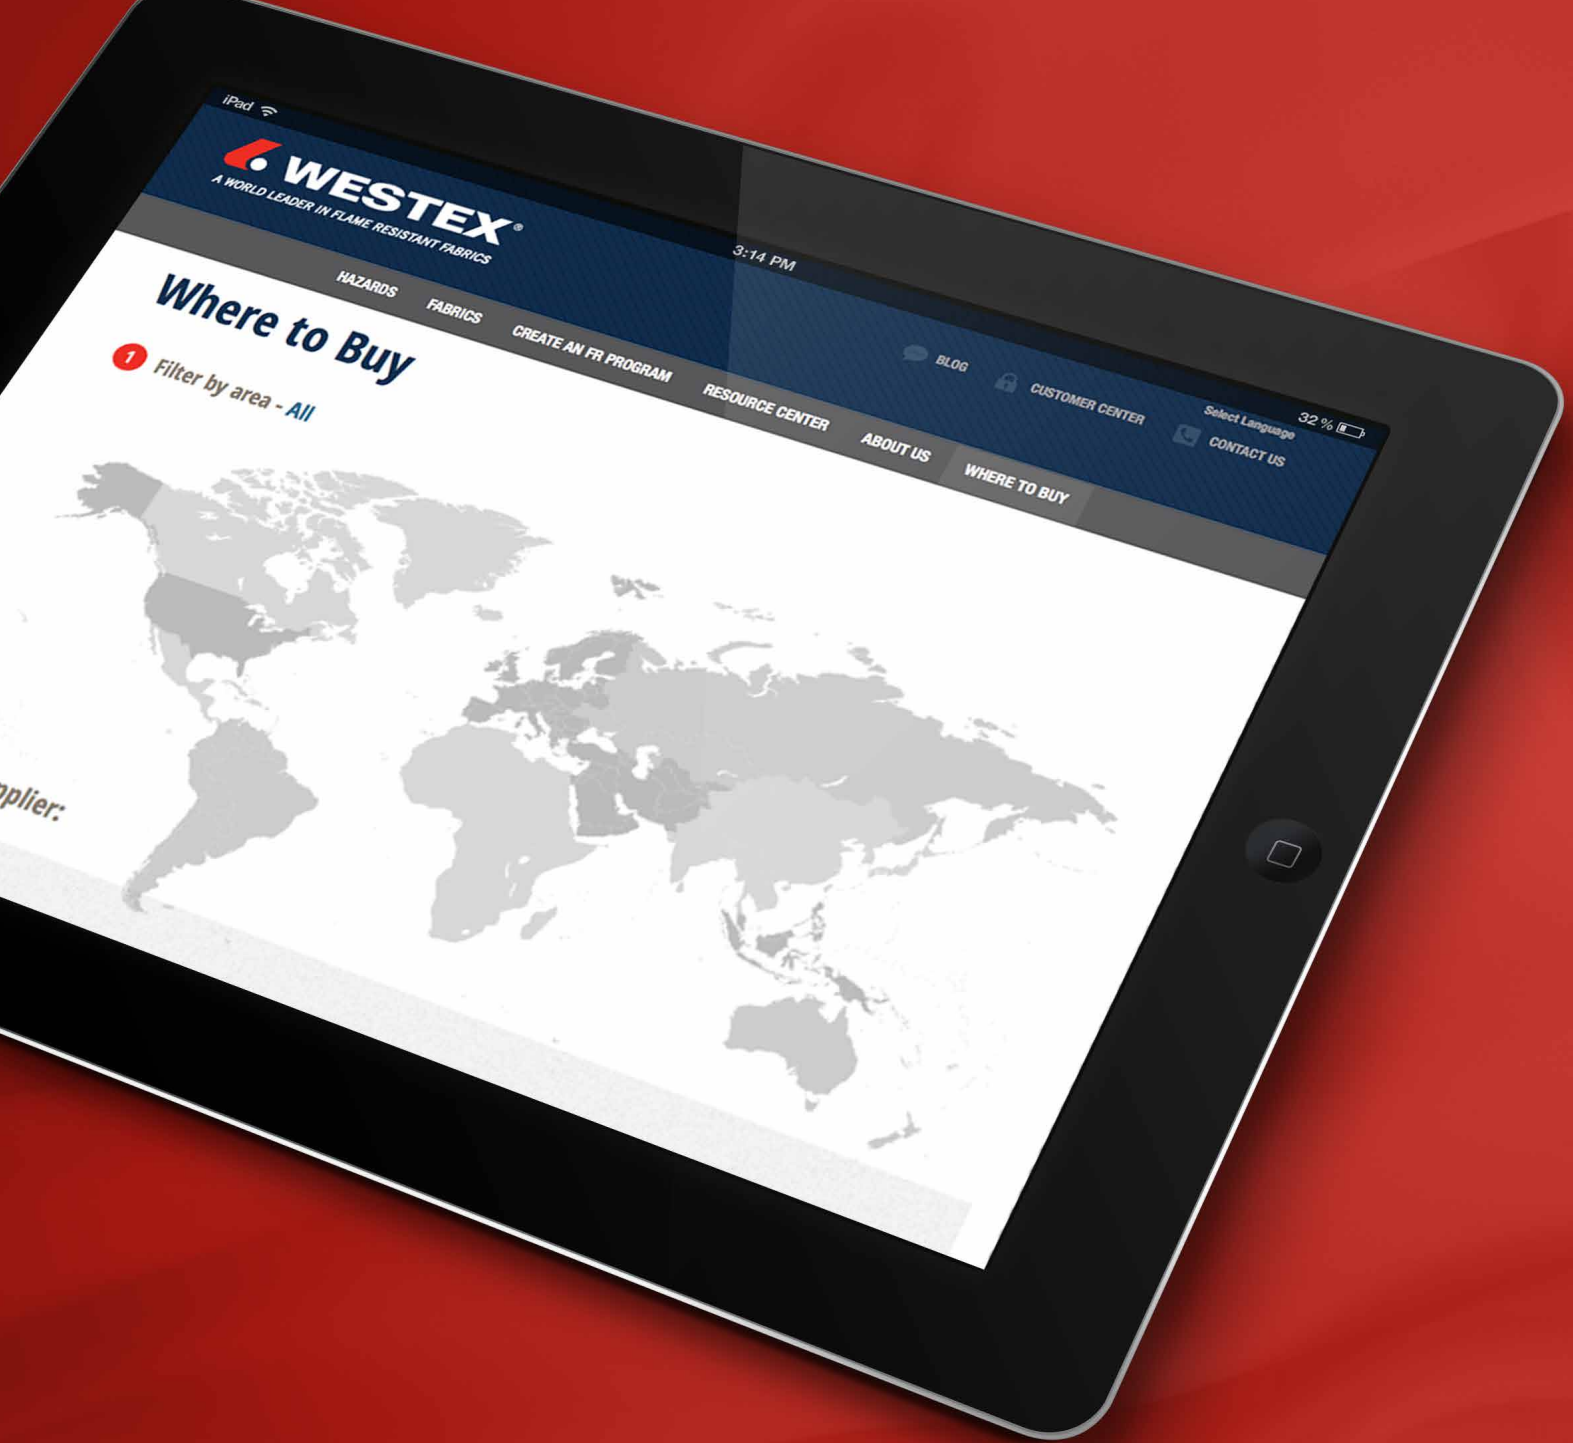 iPad
3:14 PM
32 %
WESTEX®
A WORLD LEADER IN FLAME RESISTANT FABRICS
Select Language
BLOG
CUSTOMER CENTER
CONTACT US
HAZARDS
FABRICS
CREATE AN FR PROGRAM
RESOURCE CENTER
ABOUT US
WHERE TO BUY
Where to Buy
1 Filter by area - All